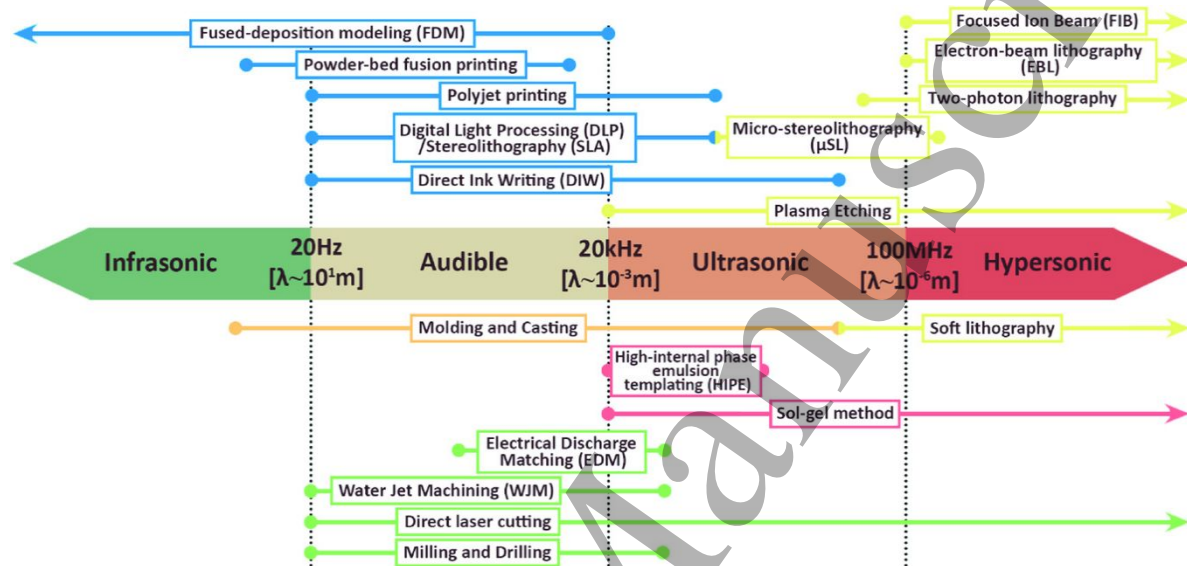 Focused Ion Beam (FIB)
Fused-deposition modeling (FDM)
Electron-beam lithography
(EBL)
Powder-bed fusion printing
Polyjet printing
Two-photon lithography
Digital Light Processing (DLP)
/Stereolithography (SLA)
Micro-stereolithography
(µSL)
Direct Ink Writing (DIW)
Plasma Etching
Infrasonic
20Hz
[λ~10¹m]
Audible
20kHz
[λ~10⁻³m]
Ultrasonic
100MHz
[λ~10⁻⁶m]
Hypersonic
Molding and Casting
Soft lithography
High-internal phase
emulsion
templating (HIPE)
Sol-gel method
Electrical Discharge
Matching (EDM)
Water Jet Machining (WJM)
Direct laser cutting
Milling and Drilling
Manusc